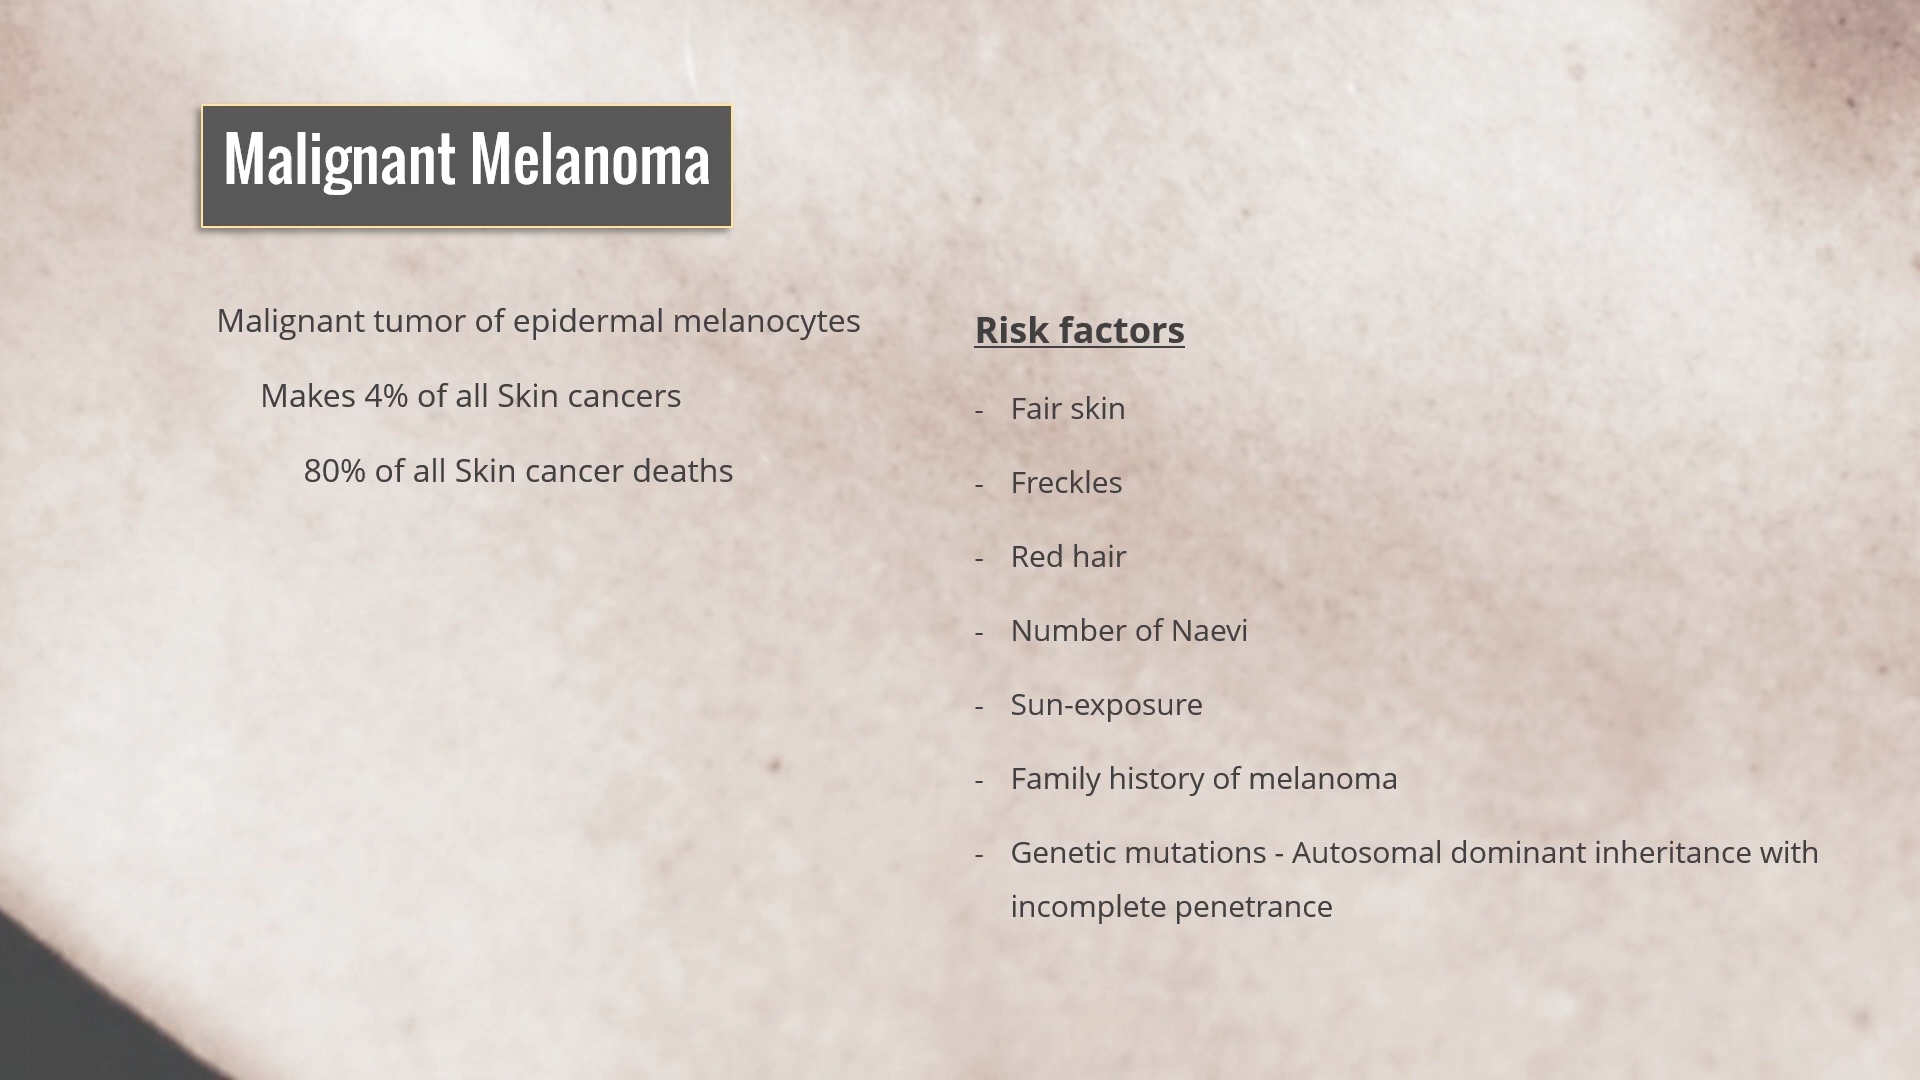 Malignant Melanoma
Malignant tumor of epidermal melanocytes
Makes 4% of all Skin cancers
80% of all Skin cancer deaths
Risk factors
- Fair skin
- Freckles
- Red hair
- Number of Naevi
- Sun-exposure
- Family history of melanoma
- Genetic mutations - Autosomal dominant inheritance with
incomplete penetrance